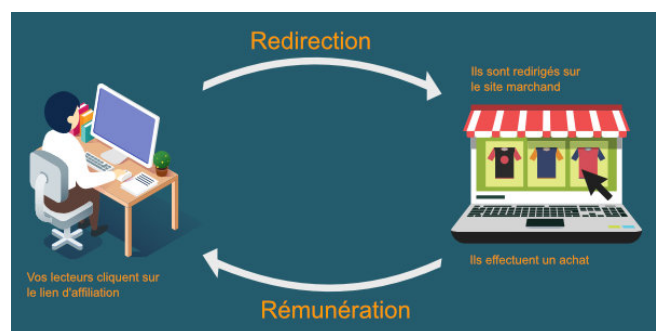 Redirection
Ils sont redirigés sur
le site marchand
Vos lecteurs cliquent sur
le lien d'affiliation
Ils effectuent un achat
Rémunération